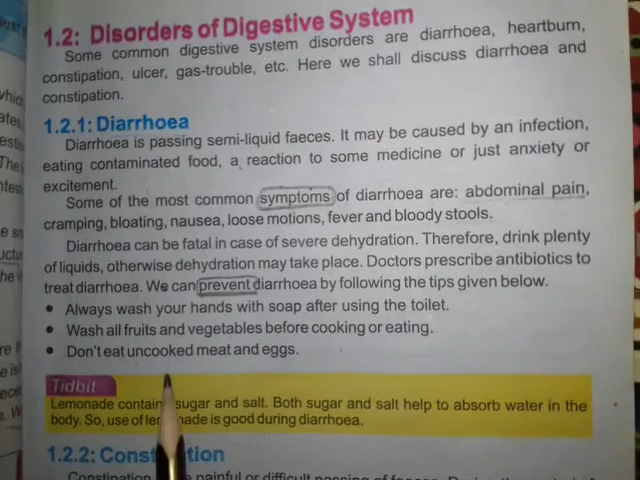 1.2: Disorders of Digestive System
Some common digestive system disorders are diarrhoea, heartburn,
constipation, ulcer, gas-trouble, etc. Here we shall discuss diarrhoea and
constipation.
1.2.1: Diarrhoea
Diarrhoea is passing semi-liquid faeces. It may be caused by an infection,
eating contaminated food, a reaction to some medicine or just anxiety or
excitement.
Some of the most common symptoms of diarrhoea are: abdominal pain,
cramping, bloating, nausea, loose motions, fever and bloody stools.
Diarrhoea can be fatal in case of severe dehydration. Therefore, drink plenty
of liquids, otherwise dehydration may take place. Doctors prescribe antibiotics to
treat diarrhoea. We can prevent diarrhoea by following the tips given below.
• Always wash your hands with soap after using the toilet.
• Wash all fruits and vegetables before cooking or eating.
• Don't eat uncooked meat and eggs.
Tidbit
Lemonade contain sugar and salt. Both sugar and salt help to absorb water in the
body. So, use of lemonade is good during diarrhoea.
1.2.2: Constipation
painful or difficult passing of